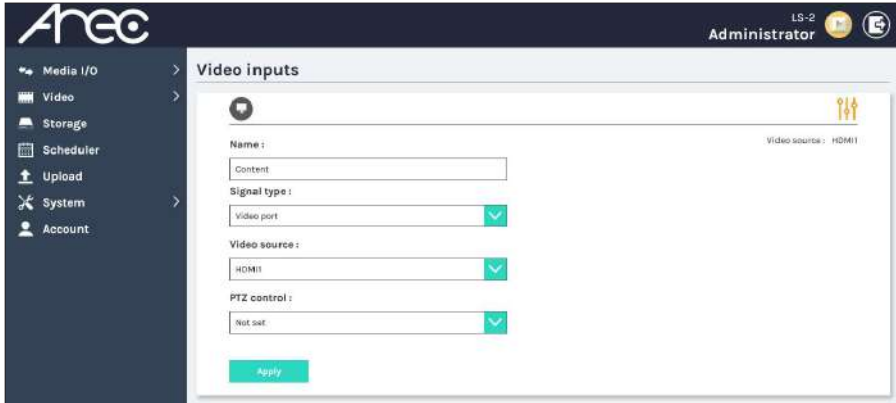 Arec
LS-2
Administrator
Media I/O
Video
Storage
Scheduler
Upload
System
Account
Video inputs
Video source : HDMI1
Name :
Content
Signal type :
Video port
Video source :
HDMI1
PTZ control :
Not set
Apply